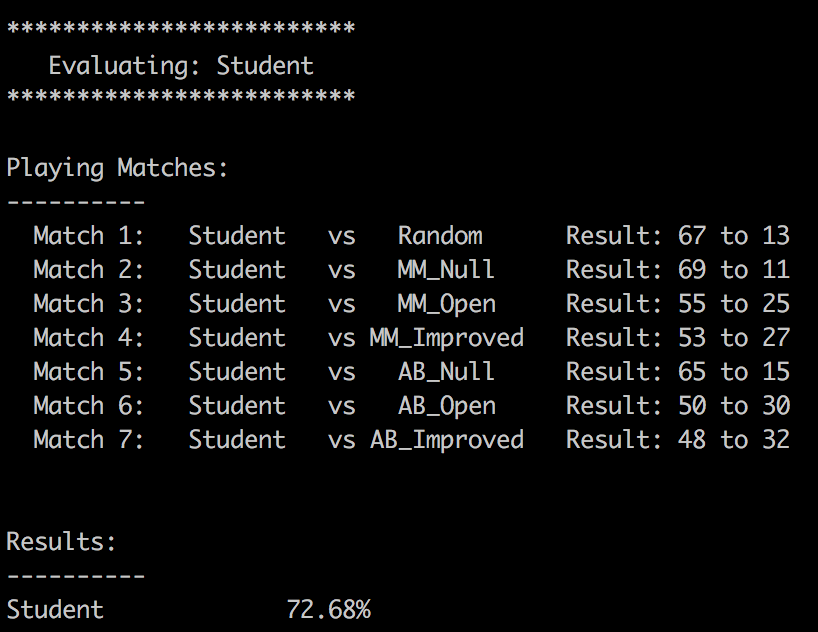 *************************
Evaluating: Student
*************************
Playing Matches:
----------
Match 1: Student vs Random Result: 67 to 13
Match 2: Student vs MM_Null Result: 69 to 11
Match 3: Student vs MM_Open Result: 55 to 25
Match 4: Student vs MM_Improved Result: 53 to 27
Match 5: Student vs AB_Null Result: 65 to 15
Match 6: Student vs AB_Open Result: 50 to 30
Match 7: Student vs AB_Improved Result: 48 to 32
Results:
----------
Student 72.68%